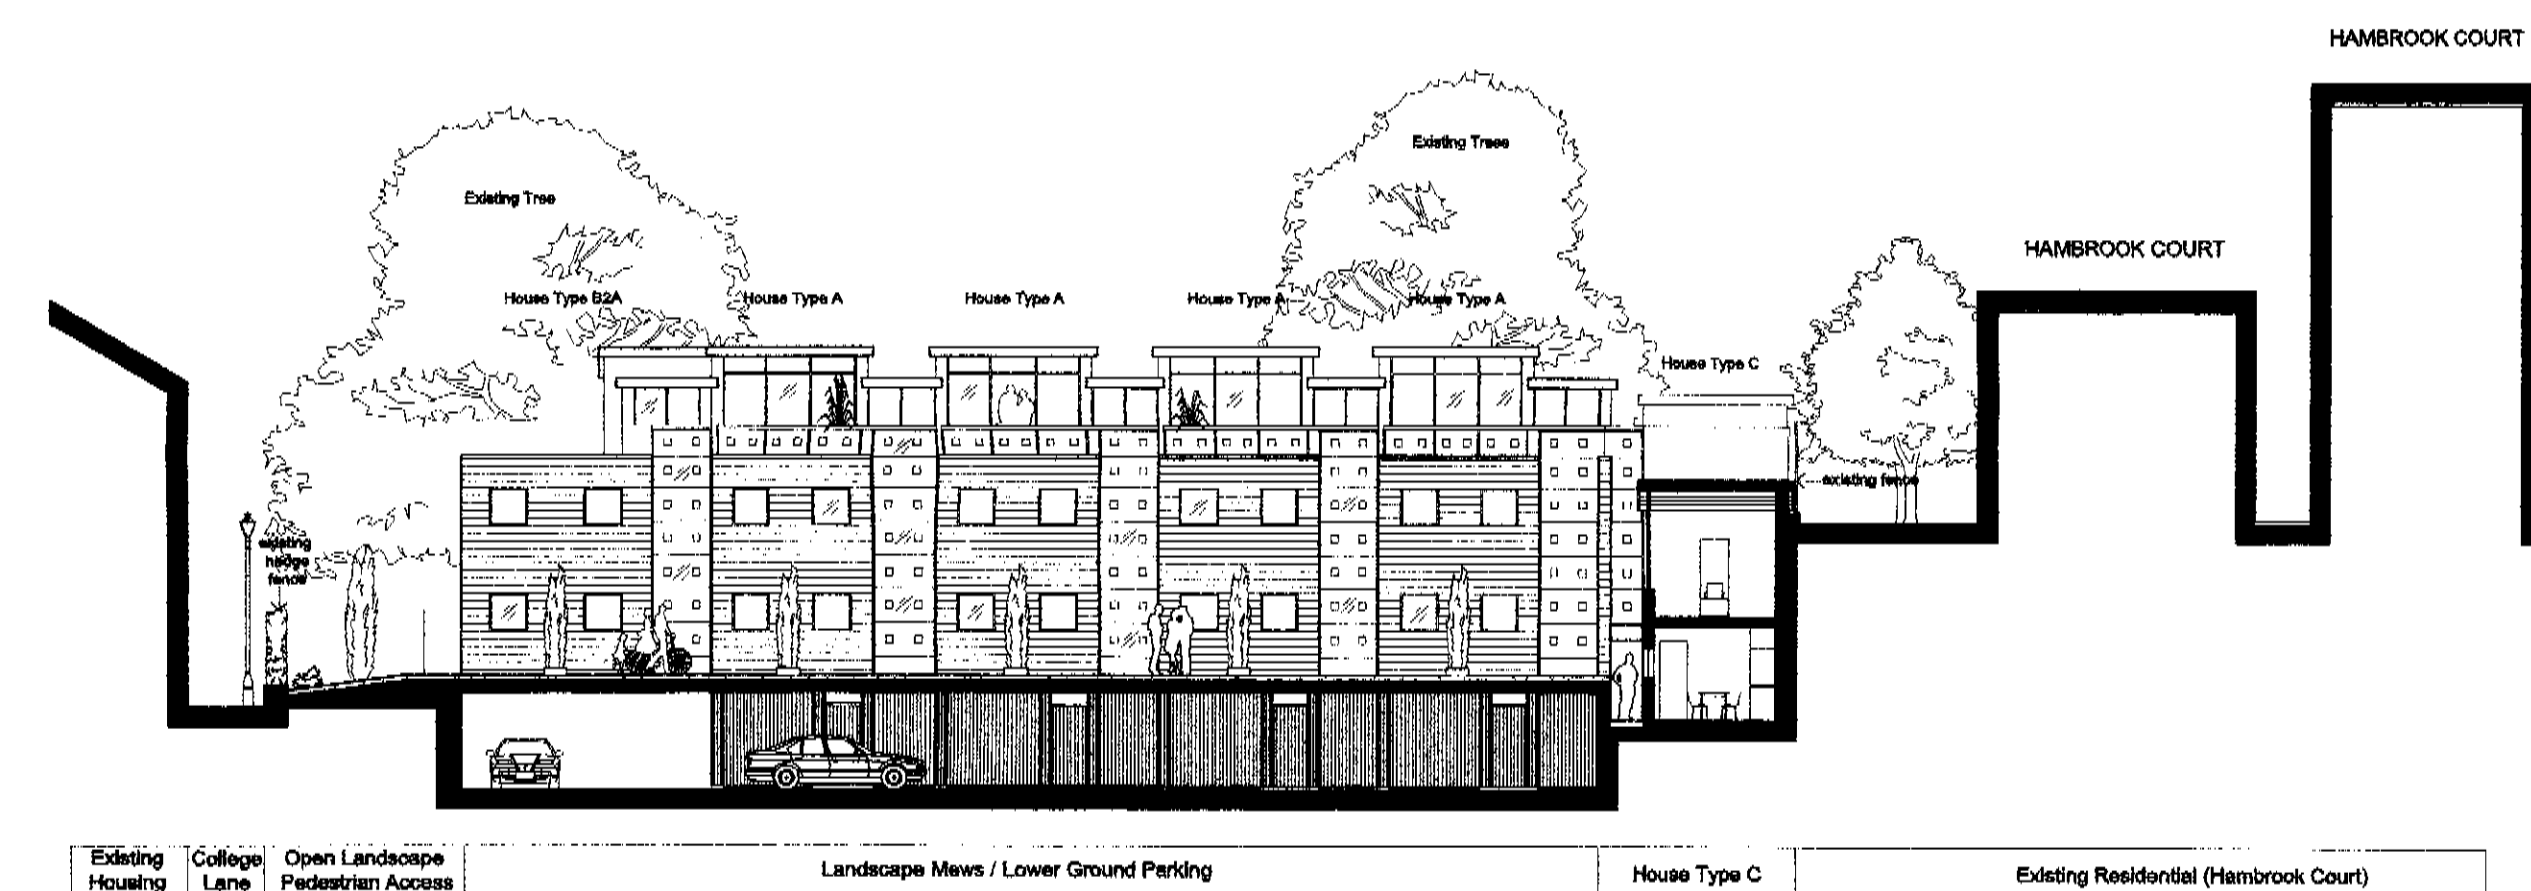 HAMBROOK COURT
Existing Trees
Existing Tree
HAMBROOK COURT
House Type B2A
House Type A
House Type A
House Type A
House Type A
House Type C
existing fence
existing
hedge
fence
Existing
Housing
College
Lane
Open Landscape
Pedestrian Access
Landscape Mews / Lower Ground Parking
House Type C
Existing Residential (Hambrook Court)